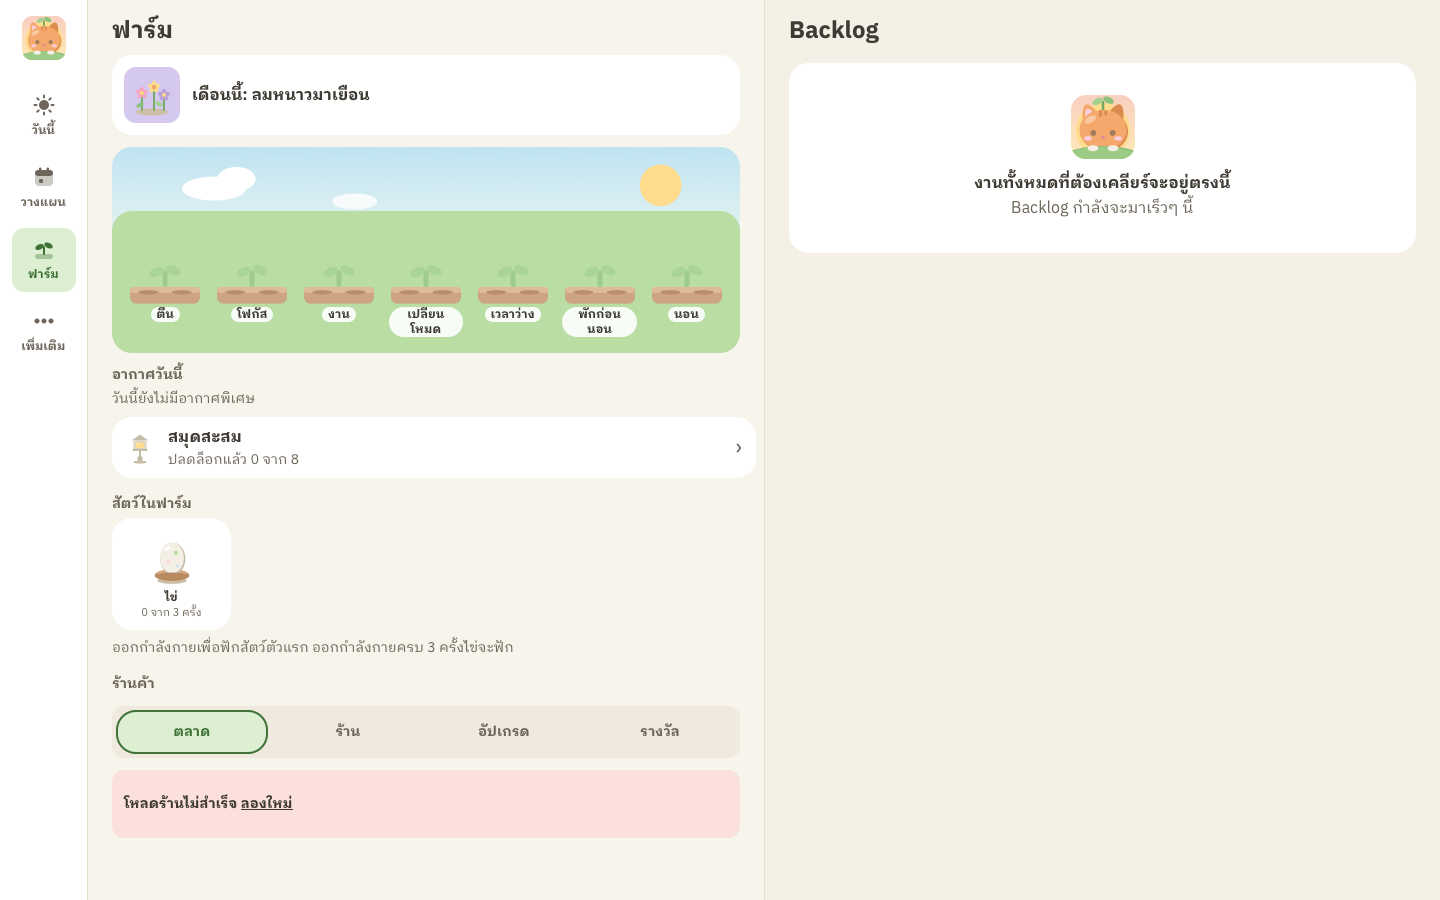 วันนี้
วางแผน
ฟาร์ม
เพิ่มเติม
ฟาร์ม
เดือนนี้: ลมหนาวมาเยือน
ตื่น
โฟกัส
งาน
เปลี่ยน
โหมด
เวลาว่าง
พักก่อน
นอน
นอน
อากาศวันนี้
วันนี้ยังไม่มีอากาศพิเศษ
สมุดสะสม
ปลดล็อกแล้ว 0 จาก 8
สัตว์ในฟาร์ม
ไข่
0 จาก 3 ครั้ง
ออกกำลังกายเพื่อฟักสัตว์ตัวแรก ออกกำลังกายครบ 3 ครั้งไข่จะฟัก
ร้านค้า
ตลาด
ร้าน
อัปเกรด
รางวัล
โหลดร้านไม่สำเร็จ ลองใหม่
Backlog
งานทั้งหมดที่ต้องเคลียร์จะอยู่ตรงนี้
Backlog กำลังจะมาเร็วๆ นี้